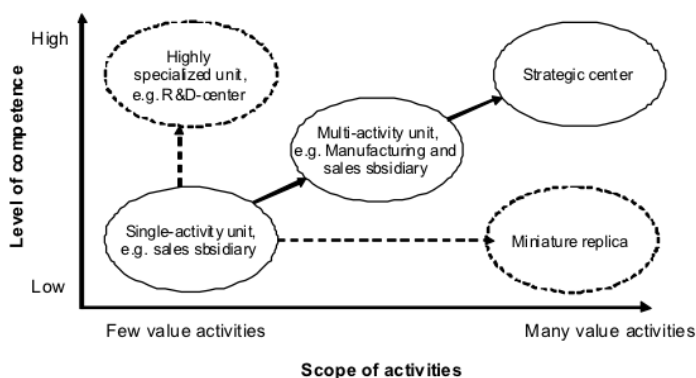 High
Highly
specialized unit,
e.g. R&D-center
Strategic center
Multi-activity unit,
e.g. Manufacturing and
sales sbsidiary
Level of competence
Single-activity unit,
e.g. sales sbsidiary
Miniature replica
Low
Few value activities
Many value activities
Scope of activities